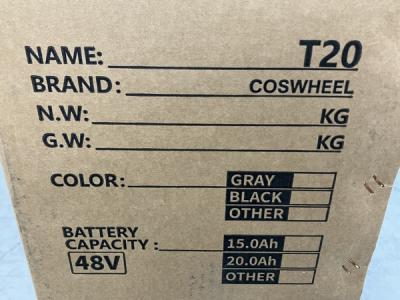 NAME: T20
BRAND: COSWHEEL
N.W: KG
G.W: KG
COLOR: GRAY
BLACK
OTHER
BATTERY
CAPACITY: 15.0Ah
48V 20.0Ah
OTHER